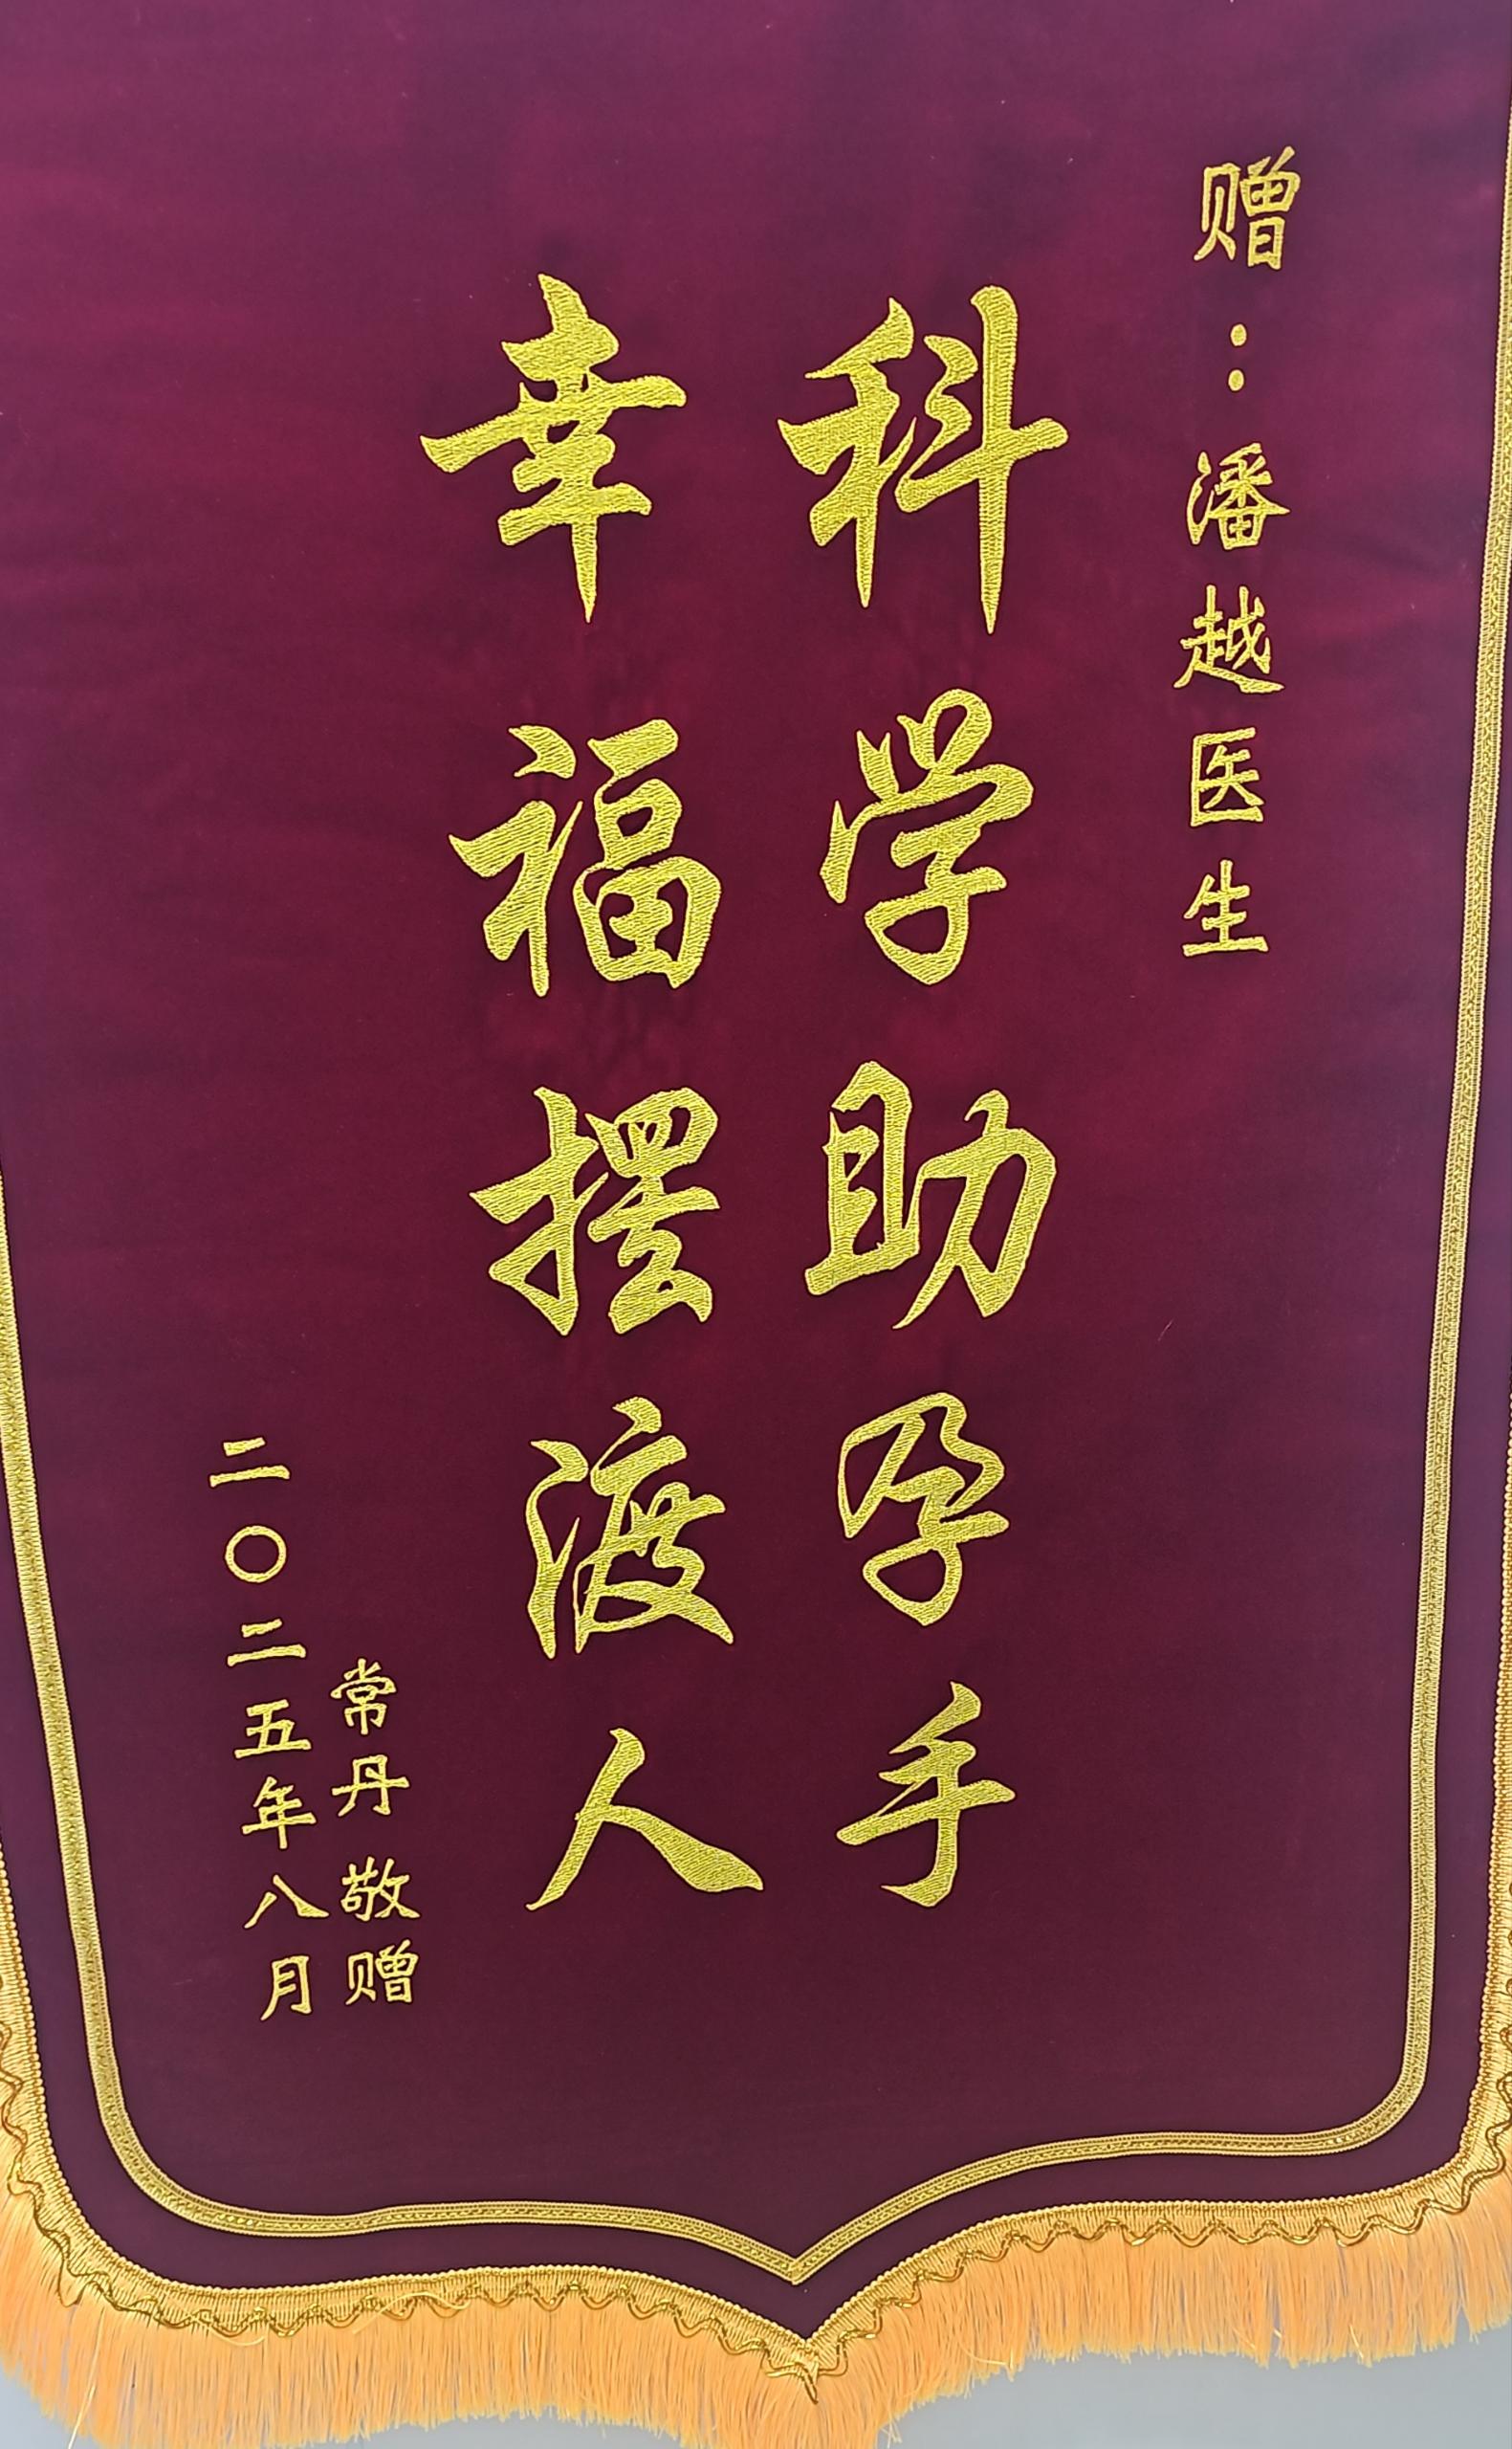 赠：潘越医生
科学助孕手
幸福摆渡人
常丹 敬赠
二〇二五年八月